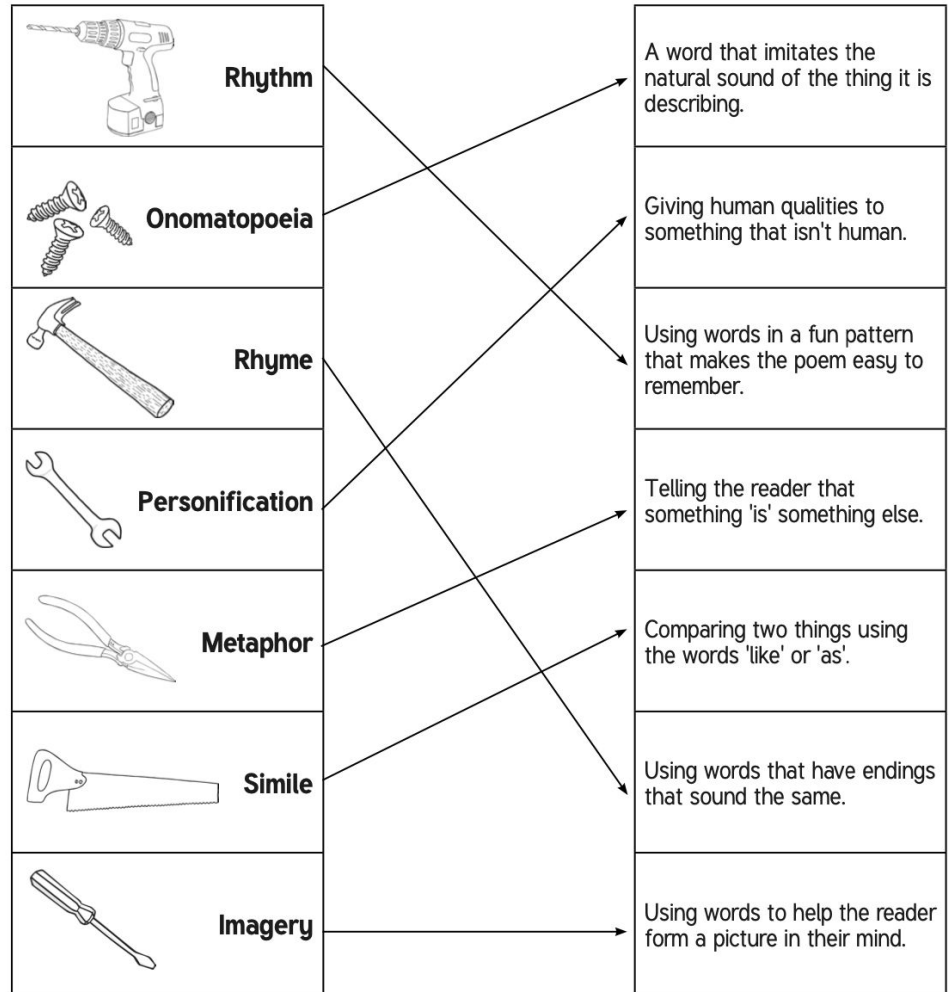 Rhythm
A word that imitates the
natural sound of the thing it is
describing.
Onomatopoeia
Giving human qualities to
something that isn't human.
Rhyme
Using words in a fun pattern
that makes the poem easy to
remember.
Personification
Telling the reader that
something 'is' something else.
Metaphor
Comparing two things using
the words 'like' or 'as'.
Simile
Using words that have endings
that sound the same.
Imagery
Using words to help the reader
form a picture in their mind.